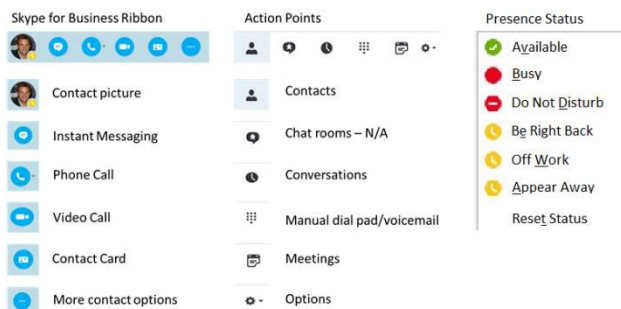 Skype for Business Ribbon
Contact picture
Instant Messaging
Phone Call
Video Call
Contact Card
More contact options
Action Points
Contacts
Chat rooms – N/A
Conversations
Manual dial pad/voicemail
Meetings
Options
Presence Status
Available
Busy
Do Not Disturb
Be Right Back
Off Work
Appear Away
Reset Status